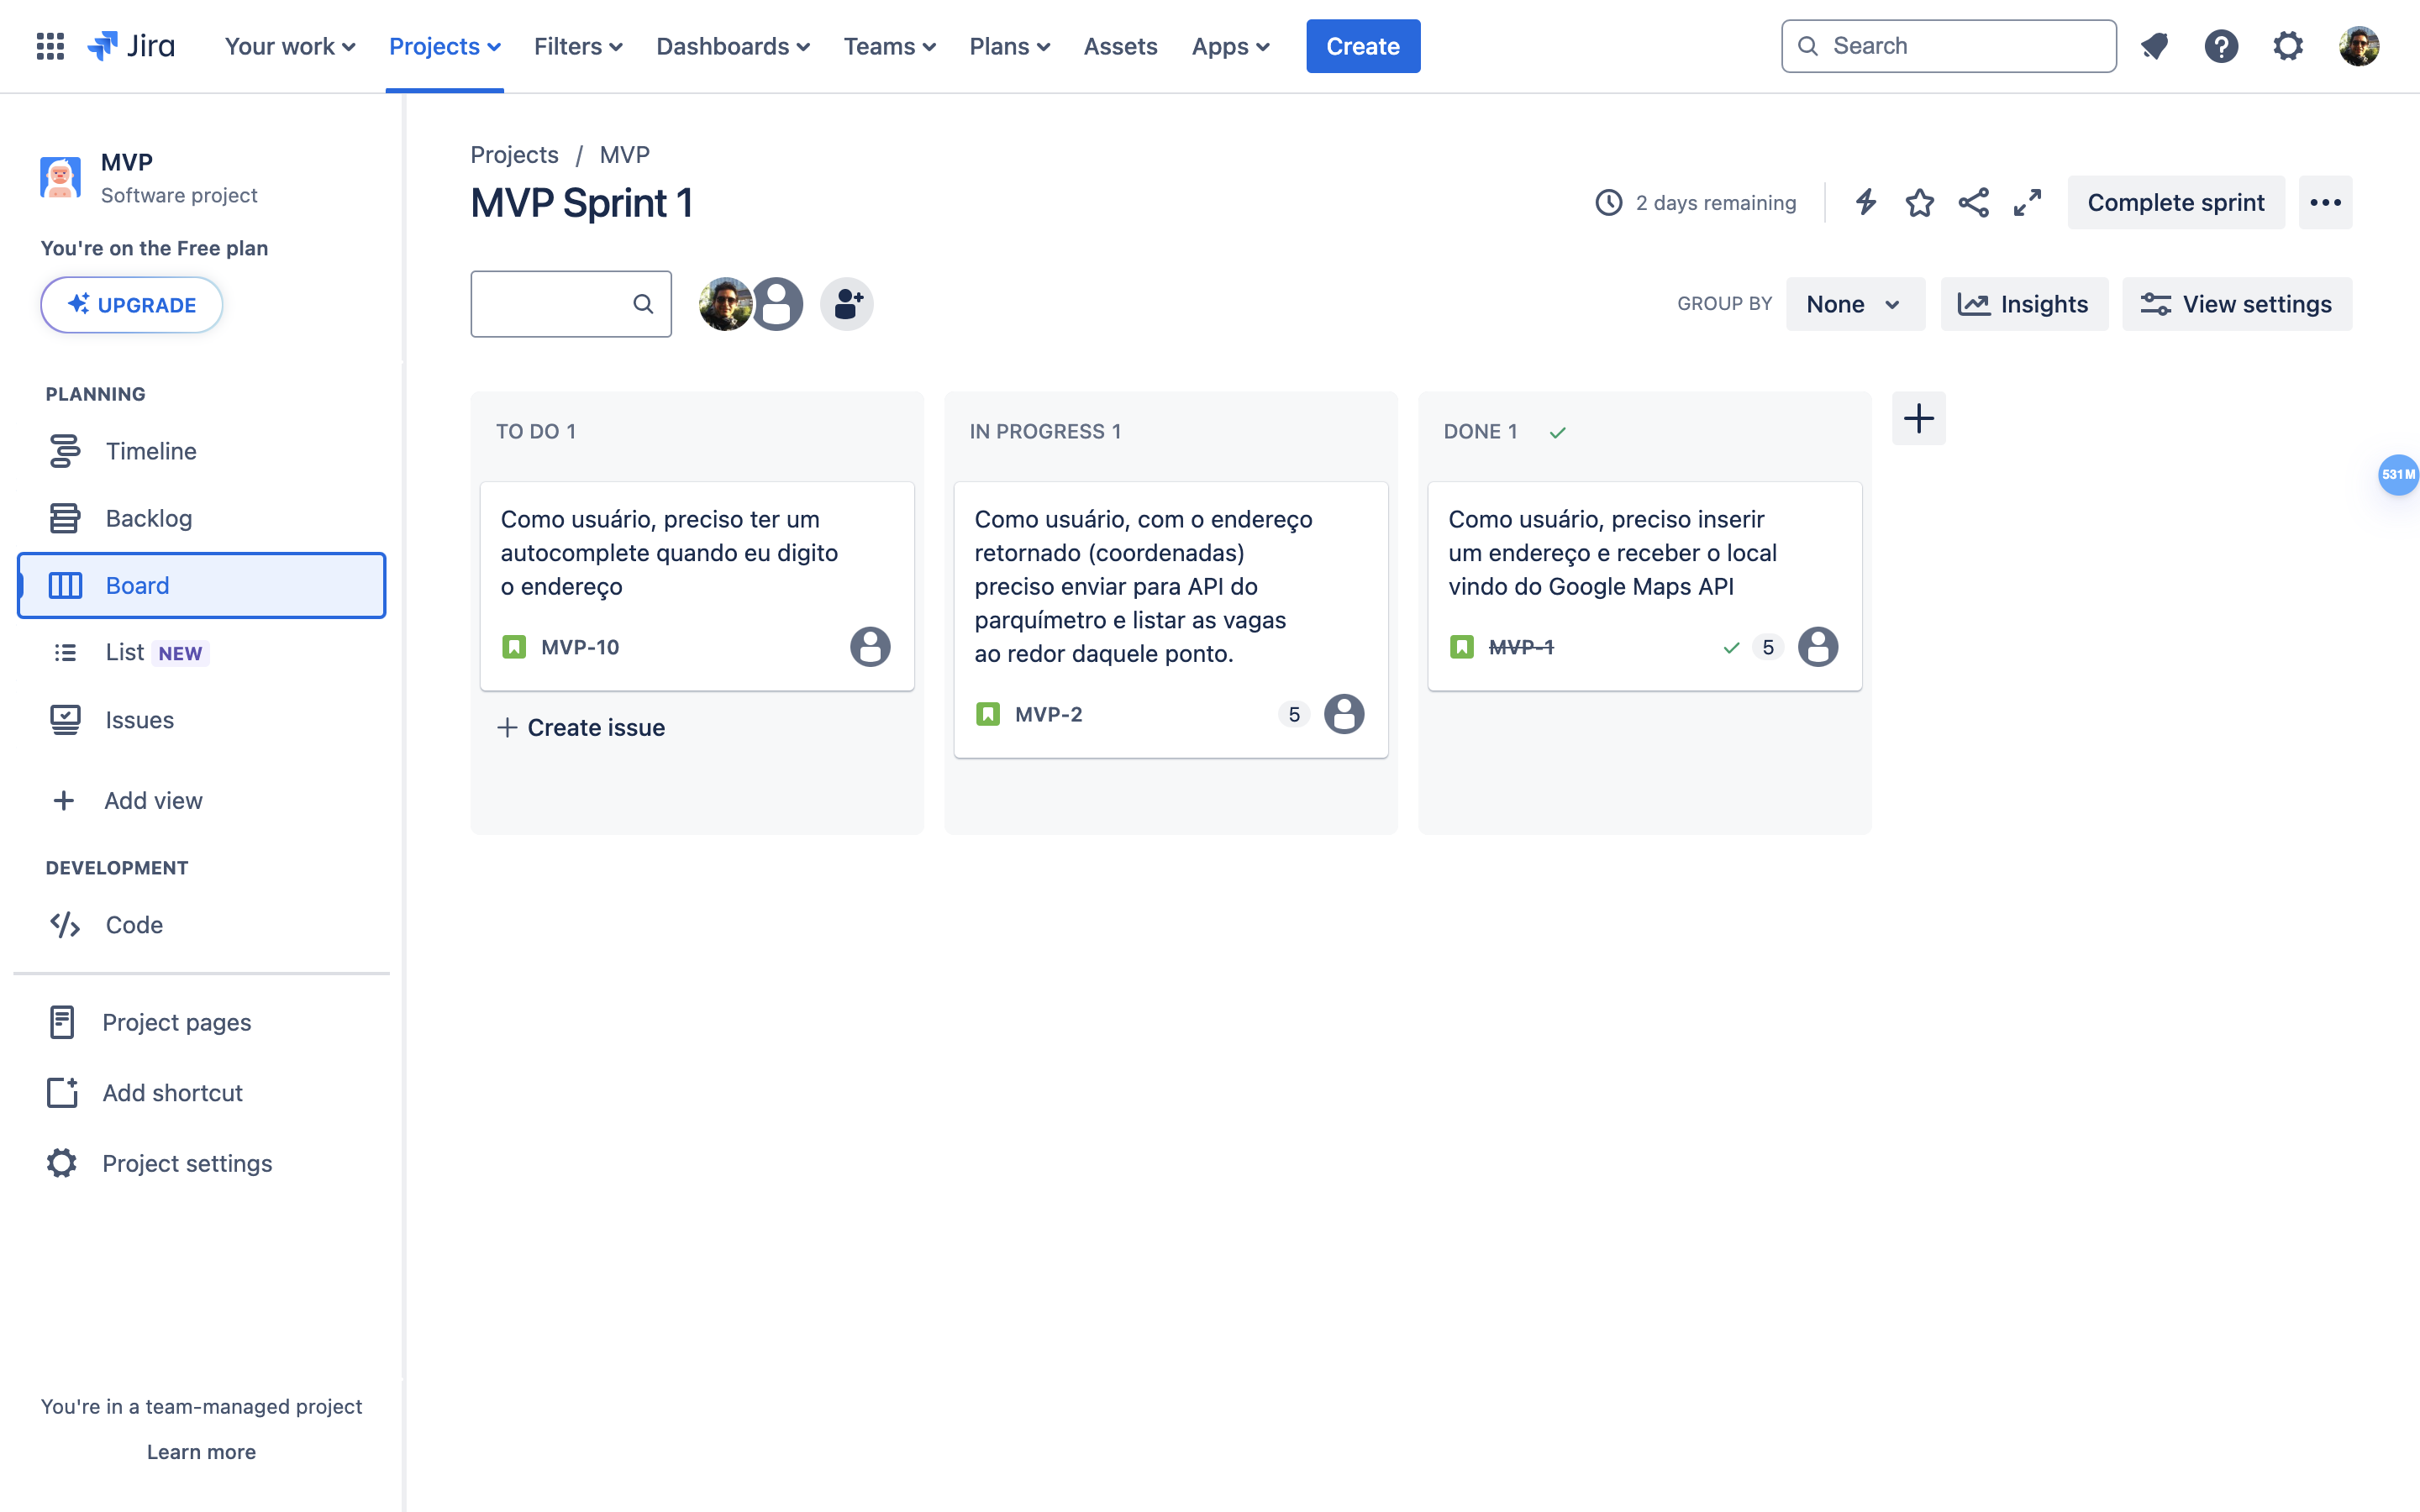 Jira
Your work
Projects
Filters
Dashboards
Teams
Plans
Assets
Apps
Create
Search
MVP
Software project
You're on the Free plan
UPGRADE
PLANNING
Timeline
Backlog
Board
List NEW
Issues
Add view
DEVELOPMENT
Code
Project pages
Add shortcut
Project settings
You're in a team-managed project
Learn more
Projects / MVP
MVP Sprint 1
2 days remaining
Complete sprint
GROUP BY
None
Insights
View settings
TO DO 1
Como usuário, preciso ter um
autocomplete quando eu digito
o endereço
MVP-10
Create issue
IN PROGRESS 1
Como usuário, com o endereço
retornado (coordenadas)
preciso enviar para API do
parquímetro e listar as vagas
ao redor daquele ponto.
MVP-2
5
DONE 1
Como usuário, preciso inserir
um endereço e receber o local
vindo do Google Maps API
MVP-1
5
531M